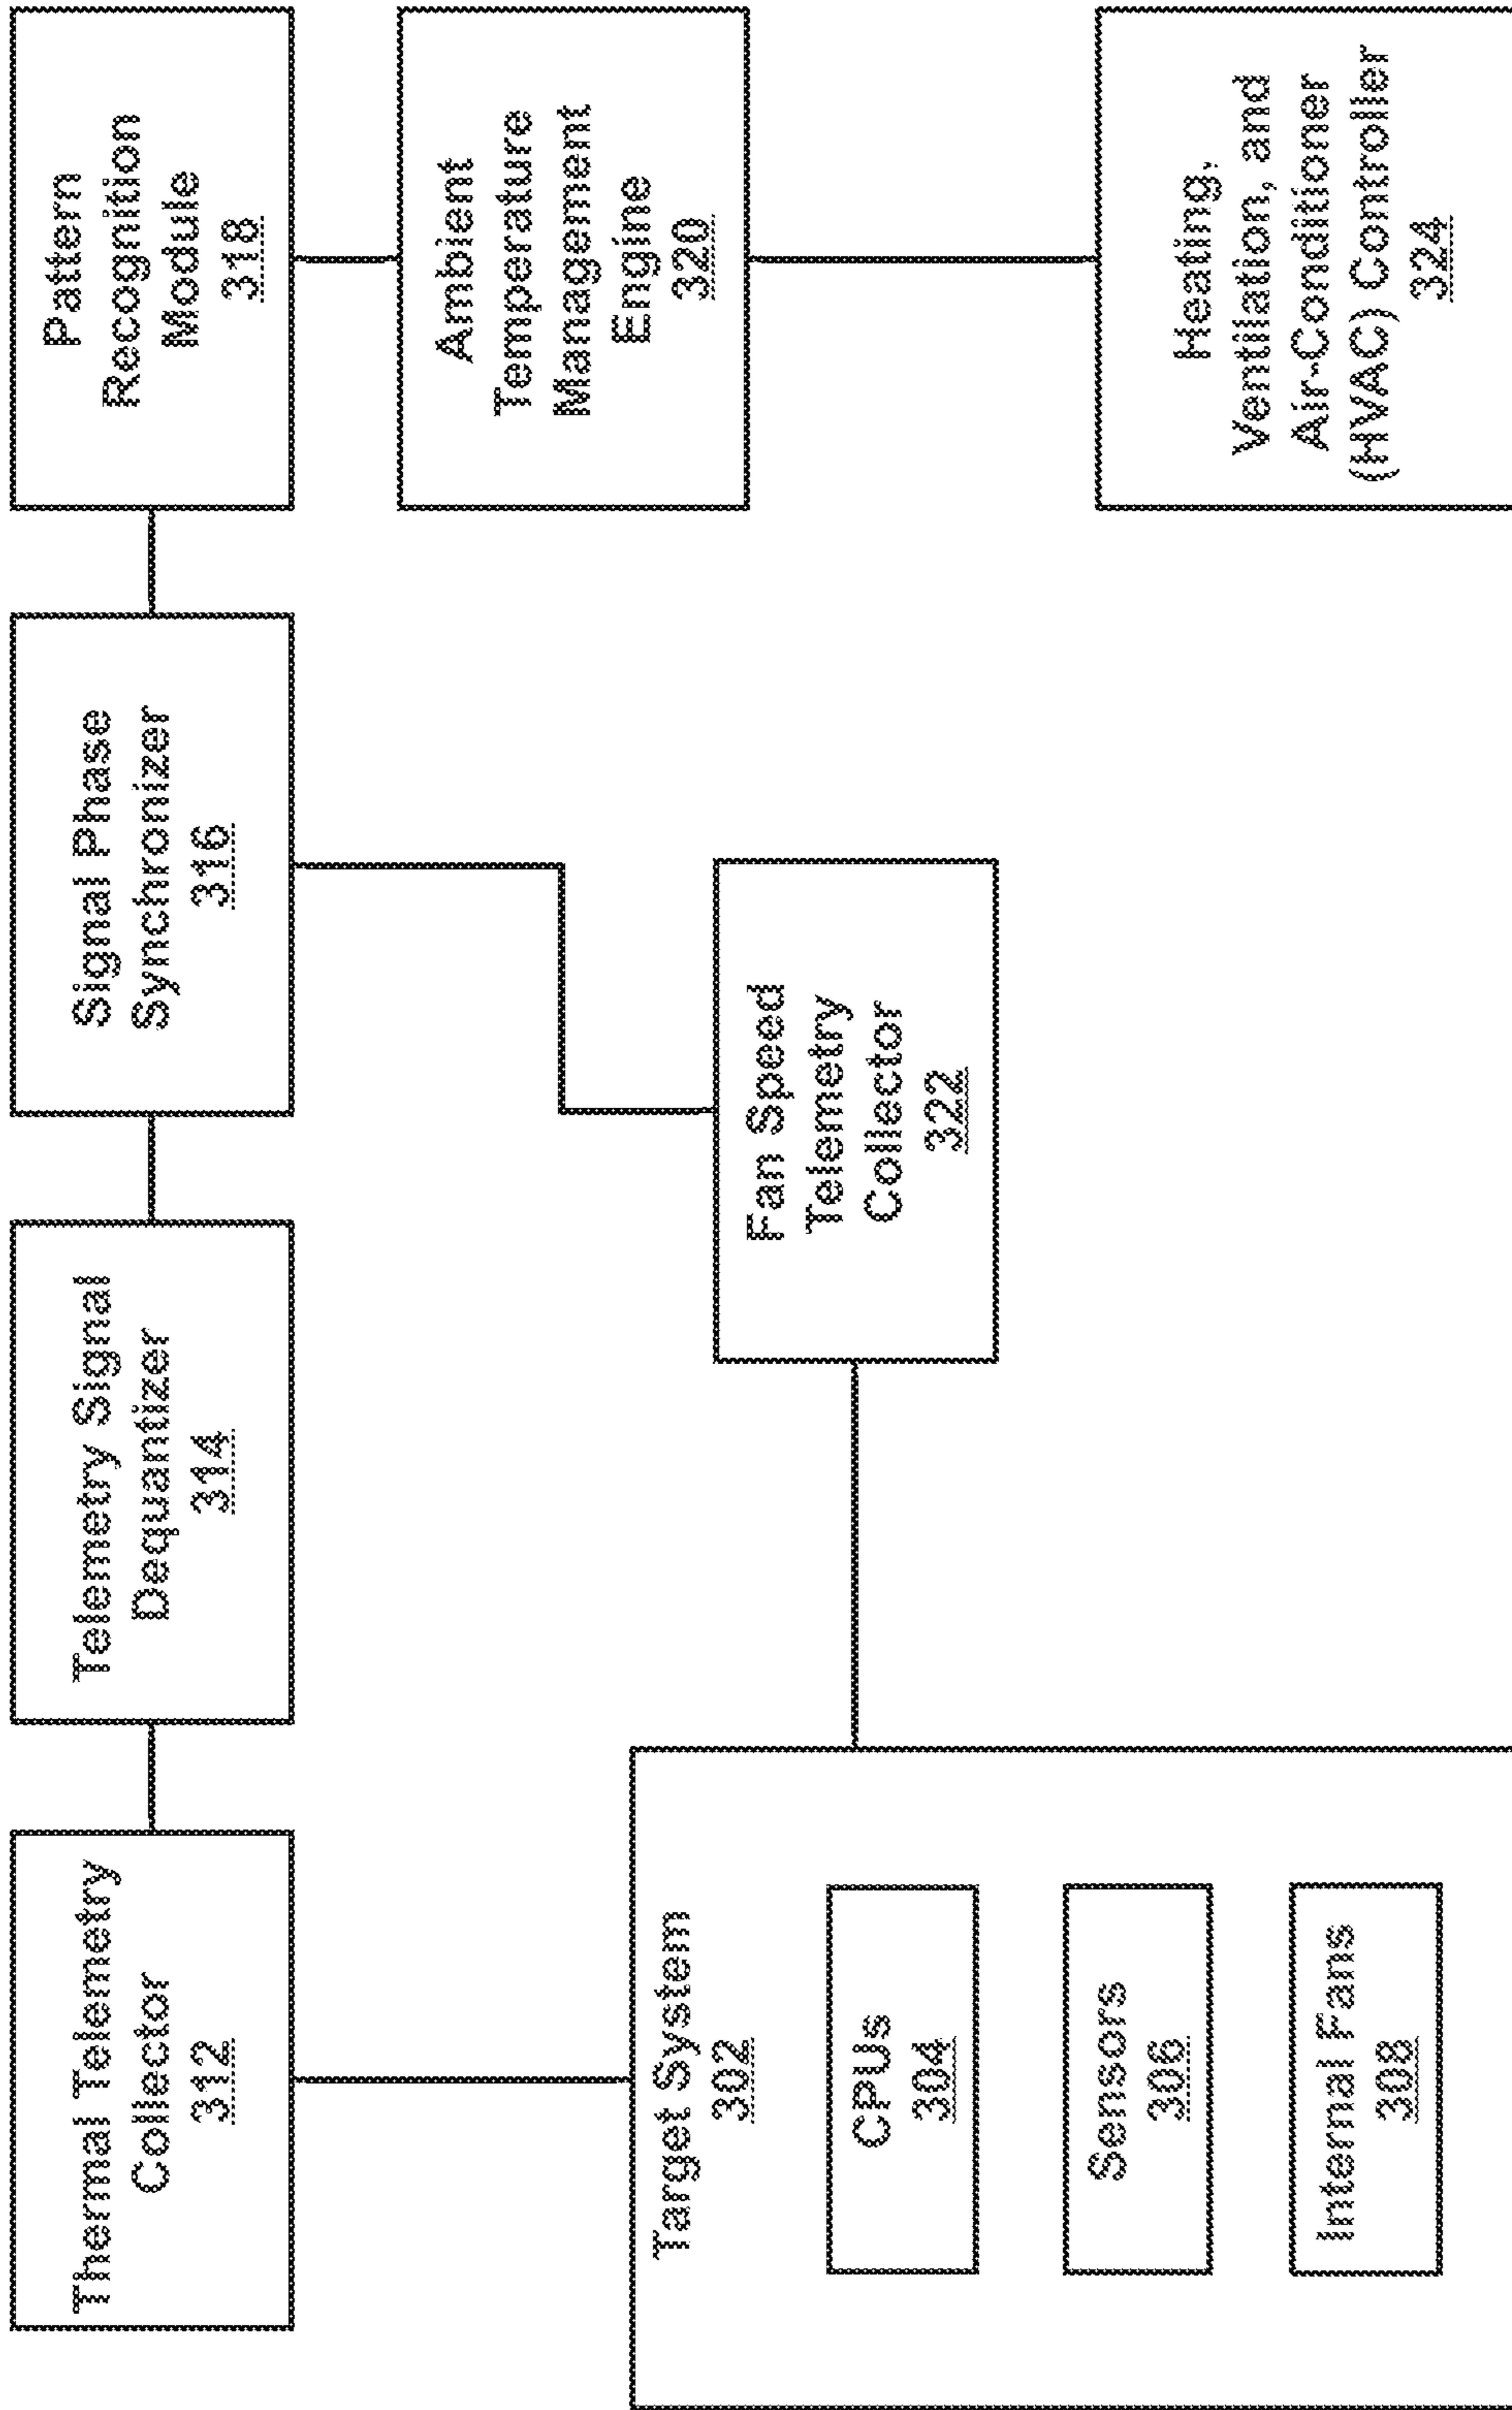 Thermal Telemetry
Collector
312
Telemetry Signal
Dequantizer
314
Signal Phase
Synchronizer
316
Pattern
Recognition
Module
318
Ambient
Temperature
Management
Engine
320
Target System
302
CPUs
304
Sensors
306
Internal Fans
308
Fan Speed
Telemetry
Collector
322
Heating,
Ventilation, and
Air-Conditioner
(HVAC) Controller
324